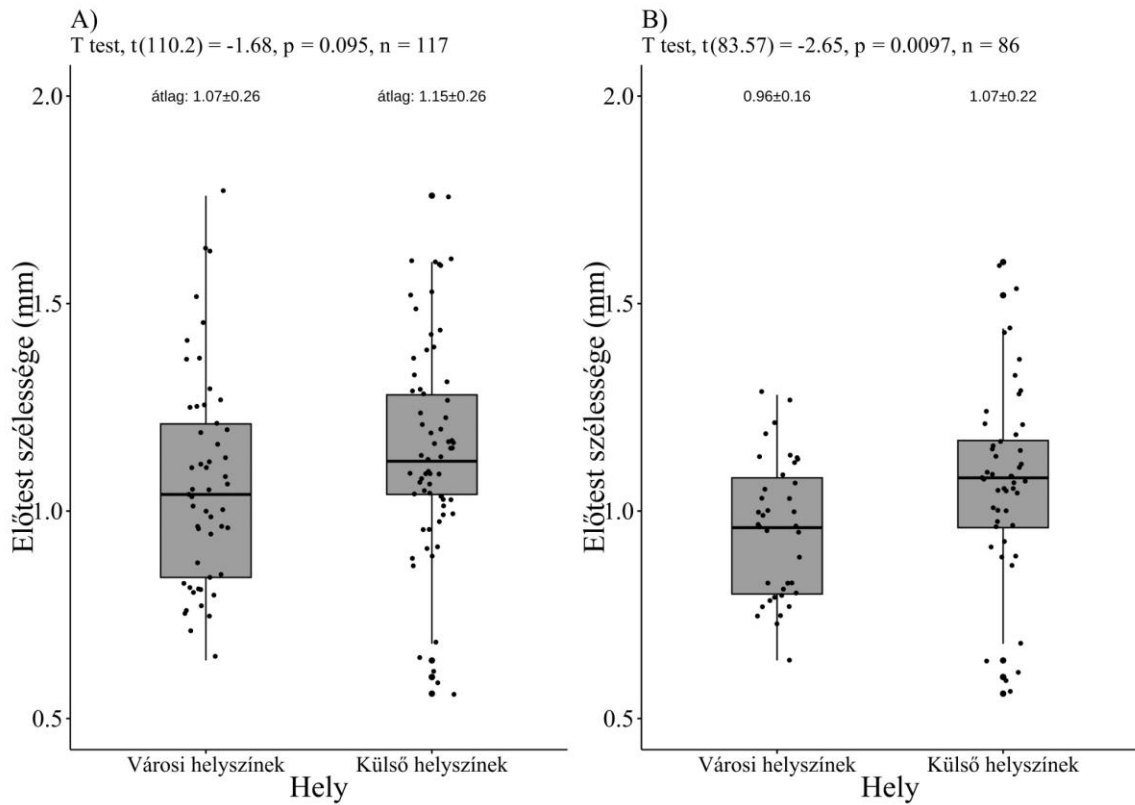 A)
T test, t(110.2) = -1.68, p = 0.095, n = 117
2.0
1.5
1.0
0.5
átlag: 1.07±0.26
átlag: 1.15±0.26
Előtest szélessége (mm)
Városi helyszínek
Külső helyszínek
Hely
B)
T test, t(83.57) = -2.65, p = 0.0097, n = 86
2.0
1.5
1.0
0.5
0.96±0.16
1.07±0.22
Előtest szélessége (mm)
Városi helyszínek
Külső helyszínek
Hely